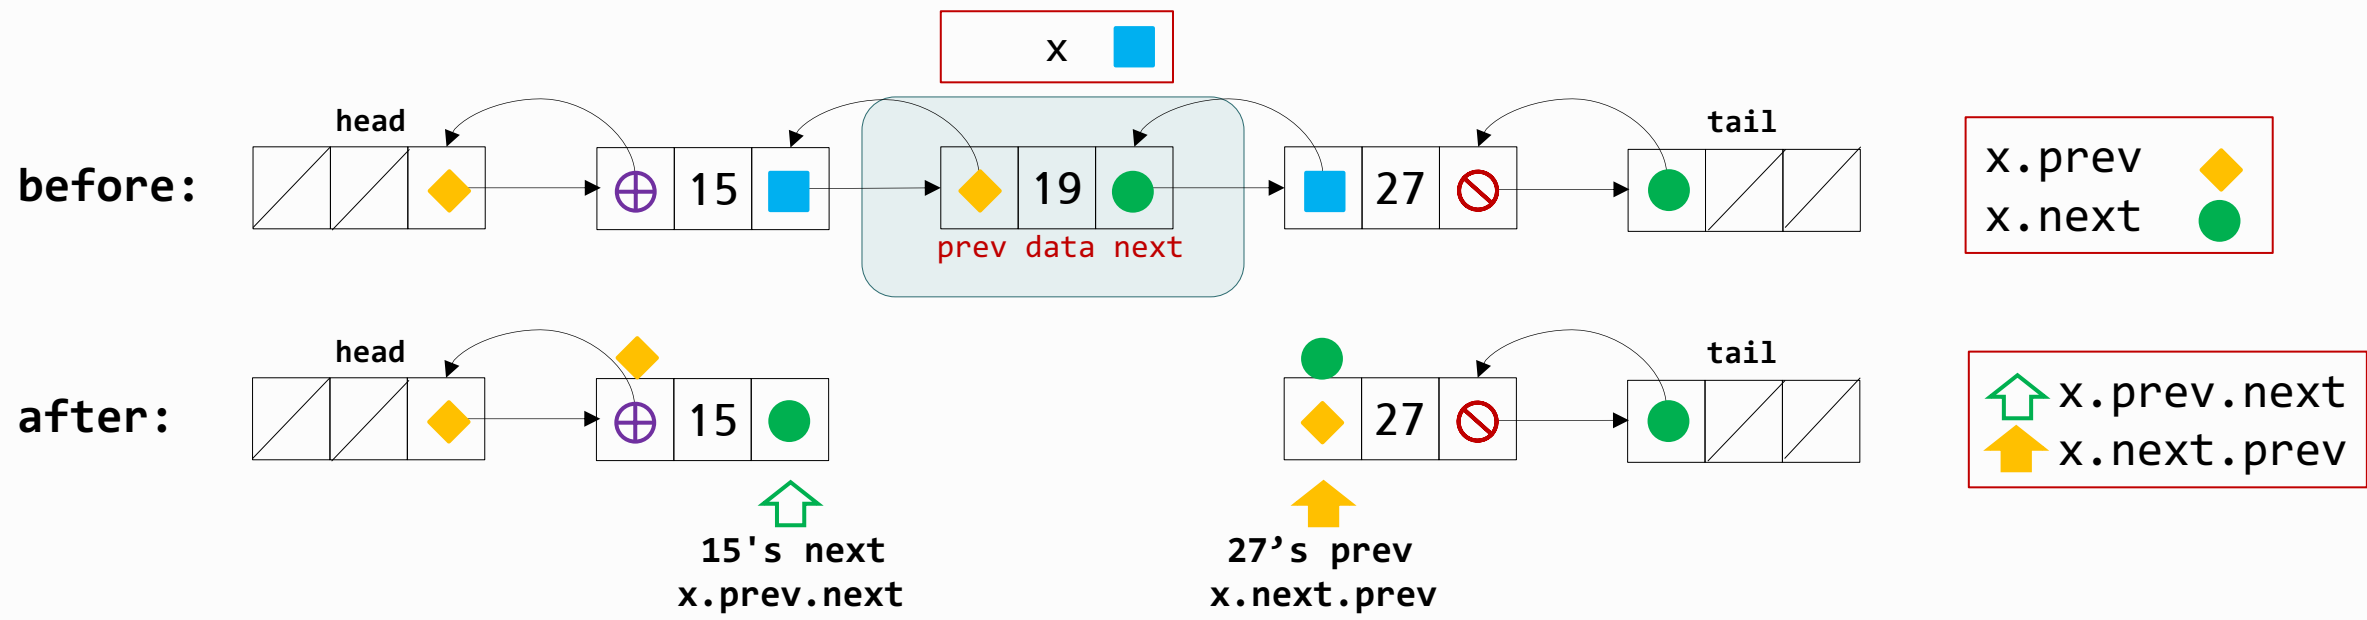 x
head
tail
before:
15
19
27
prev data next
x.prev
x.next
head
tail
after:
15
27
x.prev.next
x.next.prev
15's next
x.prev.next
27’s prev
x.next.prev